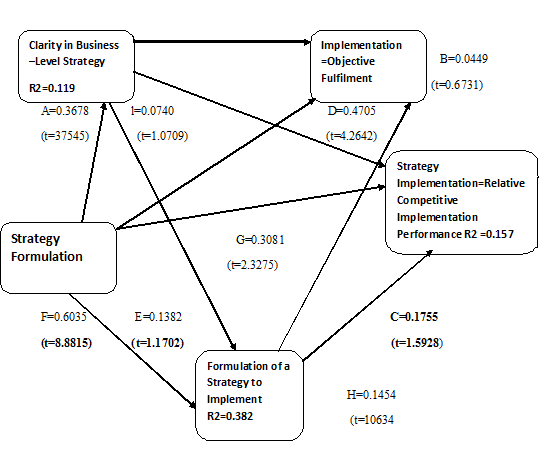 Clarity in Business
–Level Strategy
R2=0.119
Implementation
=Objective
Fulfilment
B=0.0449
(t=0.6731)
A=0.3678
(t=37545)
I=0.0740
(t=1.0709)
D=0.4705
(t=4.2642)
Strategy
Implementation=Relative
Competitive
Implementation
Performance R2 =0.157
Strategy
Formulation
G=0.3081
(t=2.3275)
F=0.6035
(t=8.8815)
E=0.1382
(t=1.1702)
C=0.1755
(t=1.5928)
Formulation of a
Strategy to
Implement
R2=0.382
H=0.1454
(t=10634